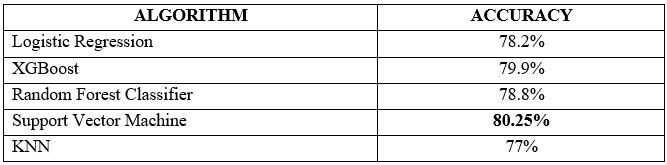 ALGORITHM ACCURACY
Logistic Regression 78.2%
XGBoost 79.9%
Random Forest Classifier 78.8%
Support Vector Machine 80.25%
KNN 77%